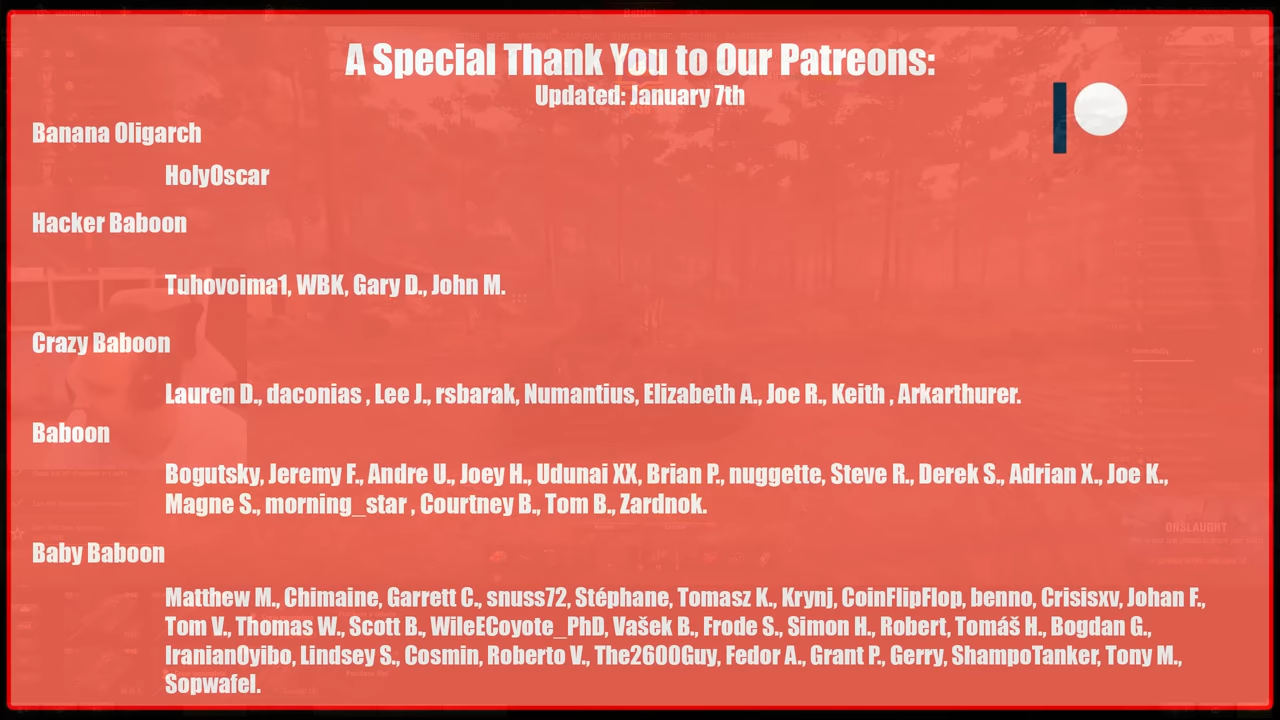 A Special Thank You to Our Patreons:
Updated: January 7th
Banana Oligarch
HolyOscar
Hacker Baboon
Tuhovoima1, WBK, Gary D., John M.
Crazy Baboon
Lauren D., daconias , Lee J., rsbarak, Numantius, Elizabeth A., Joe R., Keith , Arkarthurer.
Baboon
Bogutsky, Jeremy F., Andre U., Joey H., Udunai XX, Brian P., nuggette, Steve R., Derek S., Adrian X., Joe K.,
Magne S., morning_star , Courtney B., Tom B., Zardnok.
ONSLAUGHT
Baby Baboon
Matthew M., Chimaine, Garrett C., snuss72, Stéphane, Tomasz K., Krynj, CoinFlipFlop, benno, Crisisxv, Johan F.,
Tom V., Thomas W., Scott B., WileECoyote_PhD, Vašek B., Frode S., Simon H., Robert, Tomáš H., Bogdan G.,
IranianOyibo, Lindsey S., Cosmin, Roberto V., The2600Guy, Fedor A., Grant P., Gerry, ShampoTanker, Tony M.,
Sopwafel.